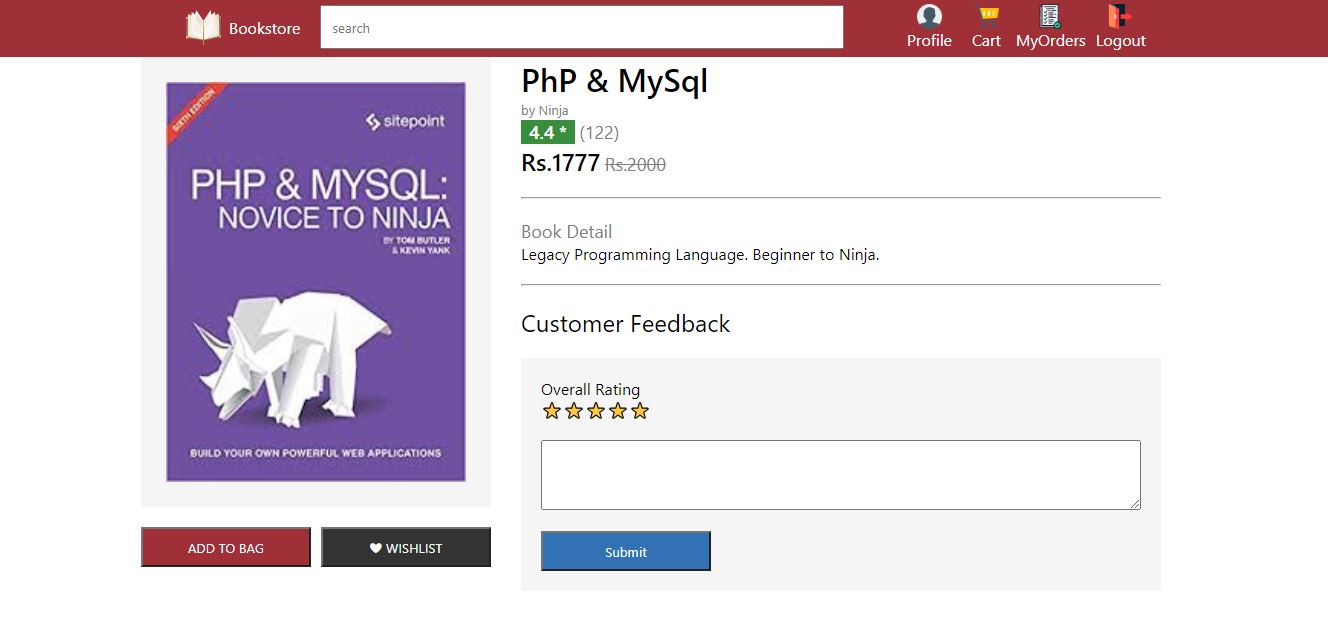 Bookstore
search
Profile
Cart
MyOrders
Logout
SIXTH EDITION
sitepoint
PHP & MYSQL:
NOVICE TO NINJA
BY TOM BUTLER
& KEVIN YANK
BUILD YOUR OWN POWERFUL WEB APPLICATIONS
ADD TO BAG
WISHLIST
PhP & MySql
by Ninja
4.4 * (122)
Rs.1777 Rs.2000
Book Detail
Legacy Programming Language. Beginner to Ninja.
Customer Feedback
Overall Rating
Submit